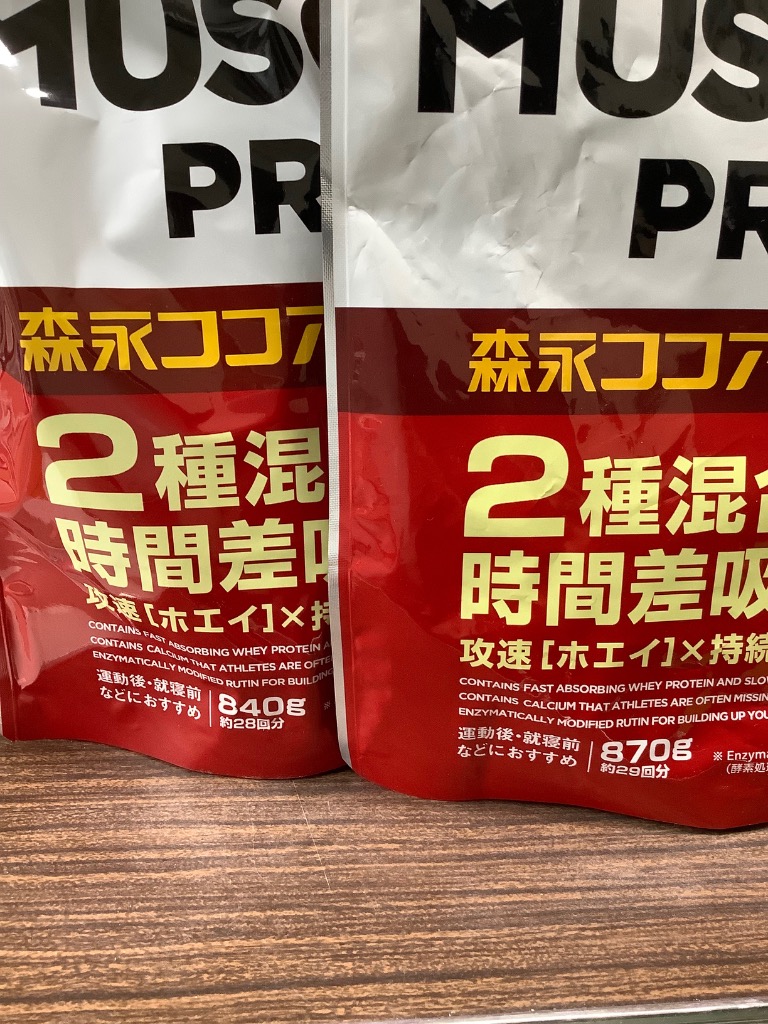 MUS
PR
森永ココア
2種混
時間差
攻速[ホエイ]×持
CONTAINS FAST ABSORBING WHEY PROTEIN
CONTAINS CALCIUM THAT ATHLETES ARE OFTE
ENZYMATICALLY MODIFIED RUTIN FOR BUILDING
運動後・就寝前
などにおすすめ
840g
約28回分
※
MUS
PR
森永ココア
2種混合
時間差吸
攻速[ホエイ]×持続
CONTAINS FAST ABSORBING WHEY PROTEIN AND SLO
CONTAINS CALCIUM THAT ATHLETES ARE OFTEN MISSIN
ENZYMATICALLY MODIFIED RUTIN FOR BUILDING UP YOU
運動後・就寝前
などにおすすめ
870g
約29回分
※ Enzyma
(酵素処